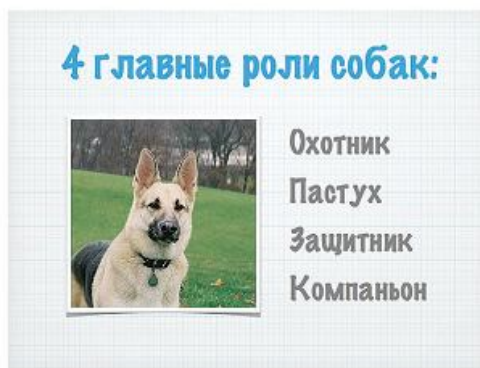 4 главные роли собак:
Охотник
Пастух
Защитник
Компаньон